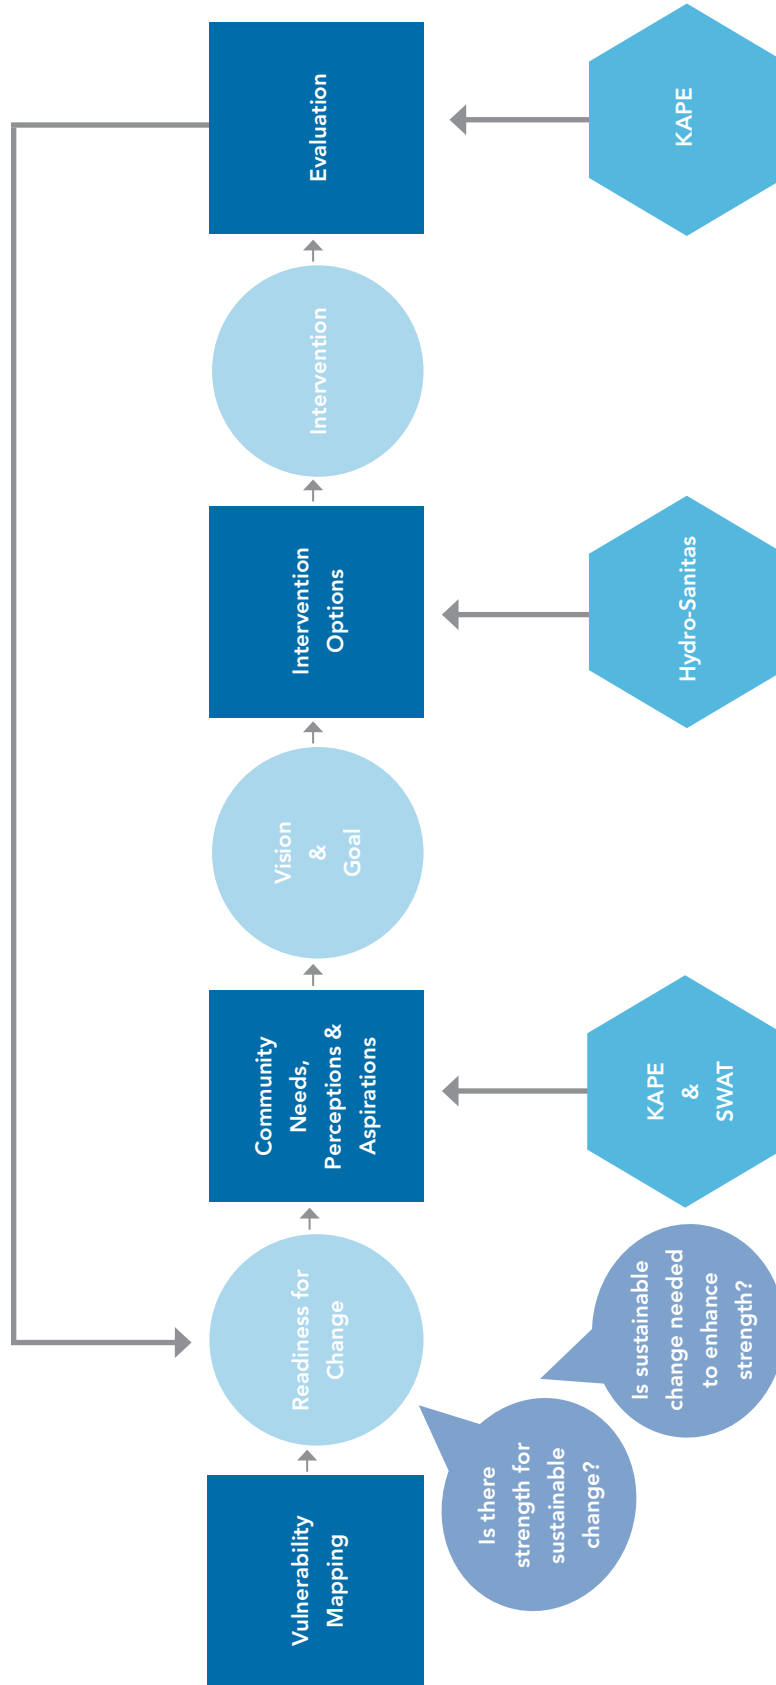 Vulnerability
Mapping
Readiness for
Change
Community
Needs,
Perceptions &
Aspirations
Vision
&
Goal
Intervention
Options
Intervention
Evaluation
Is there
strength for
sustainable
change?
Is sustainable
change needed
to enhance
strength?
KAPE
&
SWAT
Hydro-Sanitas
KAPE